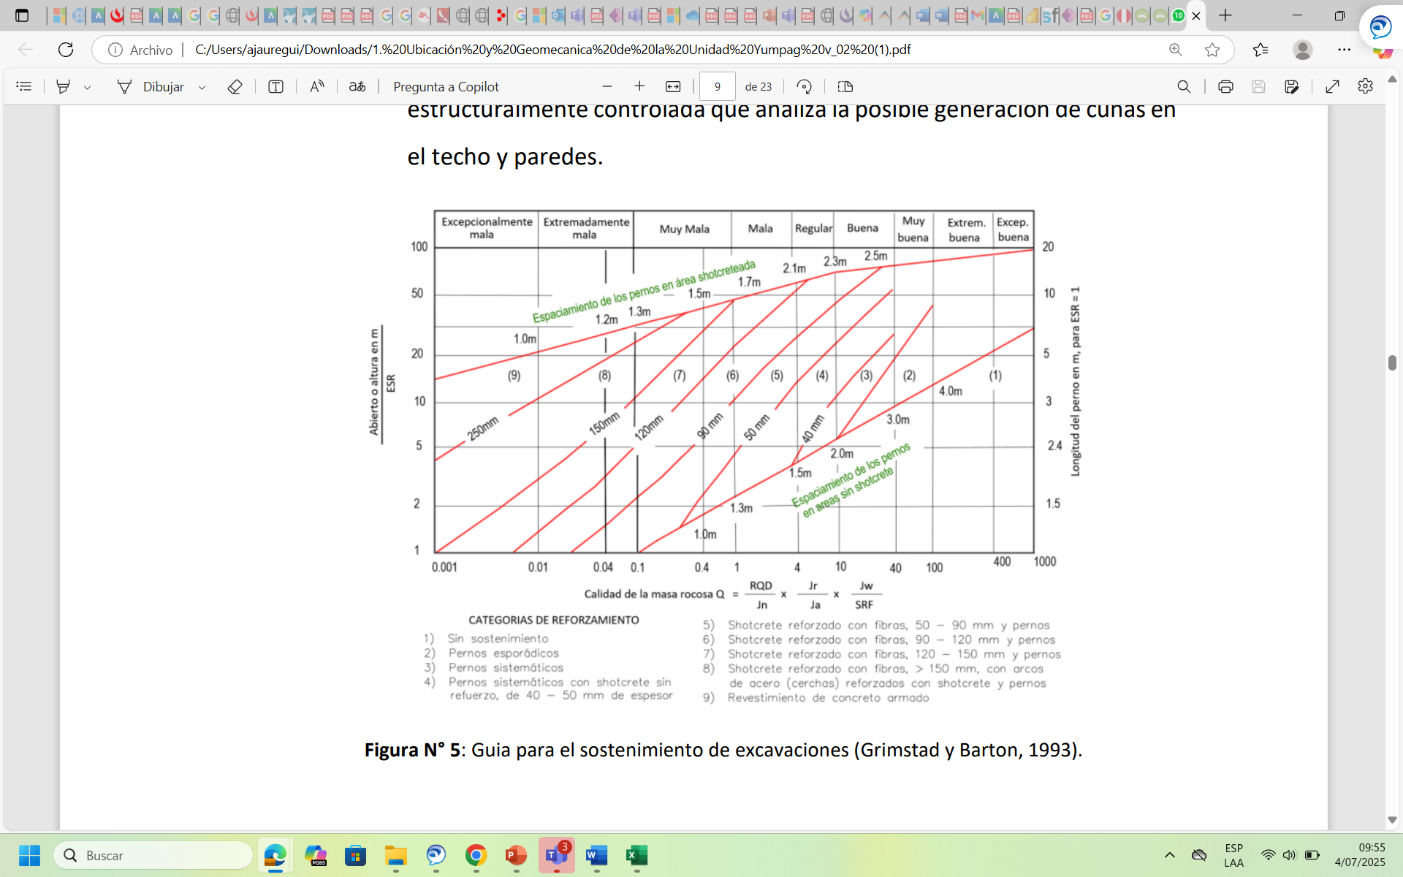 Archivo | C:/Users/ajauregui/Downloads/1.%20Ubicación%20y%20Geomecanica%20de%20la%20Unidad%20Yumpag%20v_02%20(1).pdf
Dibujar
Pregunta a Copilot
9 de 23
estructuralmente controlada que analiza la posible generación de cuñas en
el techo y paredes.
Excepcionalmente mala
Extremadamente mala
Muy Mala
Mala
Regular
Buena
Muy buena
Extrem. buena
Excep. buena
100
50
20
10
5
2
1
Abierto o altura en m
ESR
20
10
5
3
2.4
1.5
Longitud del perno en m, para ESR = 1
Espaciamiento de los pernos en área shotcreteada
1.0m
1.2m
1.3m
1.5m
1.7m
2.1m
2.3m
2.5m
(9)
(8)
(7)
(6)
(5)
(4)
(3)
(2)
(1)
250mm
150mm
120mm
90 mm
50 mm
40 mm
4.0m
3.0m
2.0m
1.5m
1.3m
1.0m
Espaciamiento de los pernos
en areas sin shotcrete
0.001 0.01 0.04 0.1 0.4 1 4 10 40 100 400 1000
Calidad de la masa rocosa Q = RQD/Jn x Jr/Ja x Jw/SRF
CATEGORIAS DE REFORZAMIENTO
1) Sin sostenimiento
2) Pernos esporádicos
3) Pernos sistemáticos
4) Pernos sistemáticos con shotcrete sin
refuerzo, de 40 – 50 mm de espesor
5) Shotcrete reforzado con fibras, 50 – 90 mm y pernos
6) Shotcrete reforzado con fibras, 90 – 120 mm y pernos
7) Shotcrete reforzado con fibras, 120 – 150 mm y pernos
8) Shotcrete reforzado con fibras, > 150 mm, con arcos
de acero (cerchas) reforzados con shotcrete y pernos
9) Revestimiento de concreto armado
Figura N° 5: Guia para el sostenimiento de excavaciones (Grimstad y Barton, 1993).
Buscar
3
ESP
LAA
09:55
4/07/2025